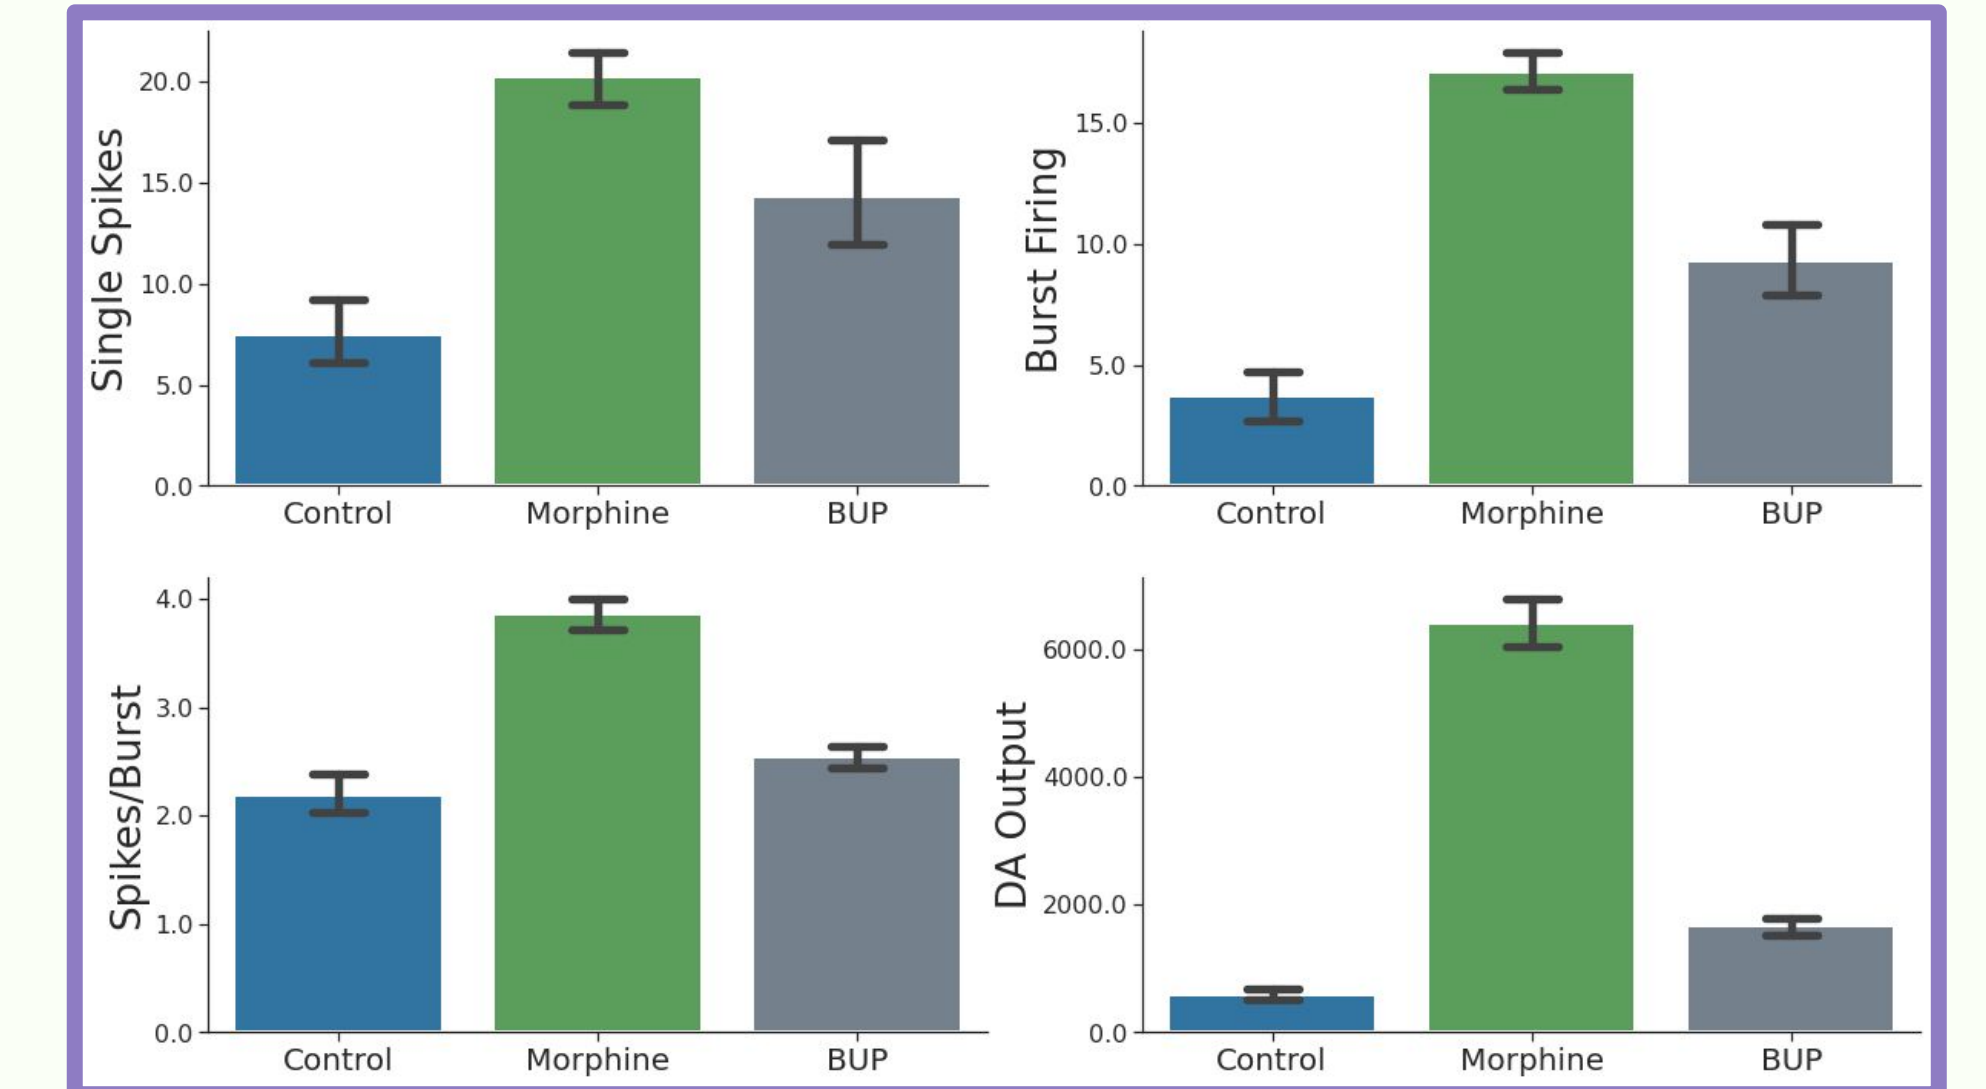 Single Spikes
20.0
15.0
10.0
5.0
0.0
Control Morphine BUP
Burst Firing
15.0
10.0
5.0
0.0
Control Morphine BUP
Spikes/Burst
4.0
3.0
2.0
1.0
0.0
Control Morphine BUP
DA Output
6000.0
4000.0
2000.0
0.0
Control Morphine BUP